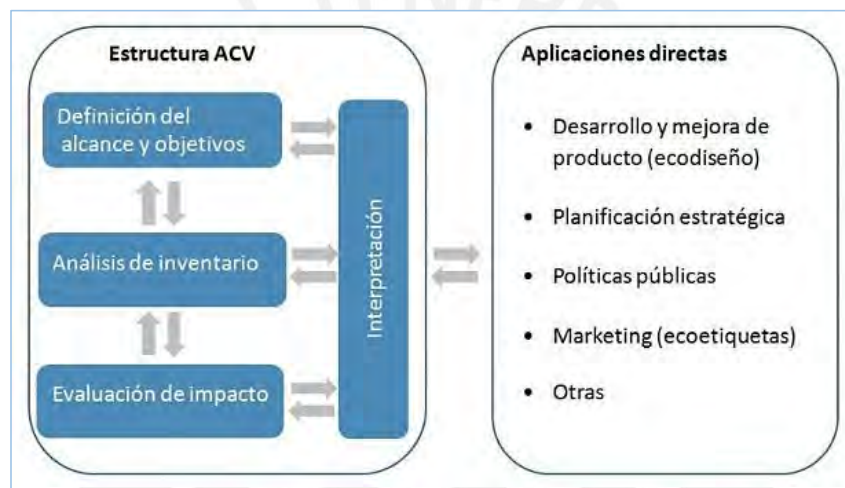 Estructura ACV
Definición del
alcance y objetivos
Análisis de inventario
Evaluación de impacto
Interpretación
Aplicaciones directas
• Desarrollo y mejora de
producto (ecodiseño)
• Planificación estratégica
• Políticas públicas
• Marketing (ecoetiquetas)
• Otras